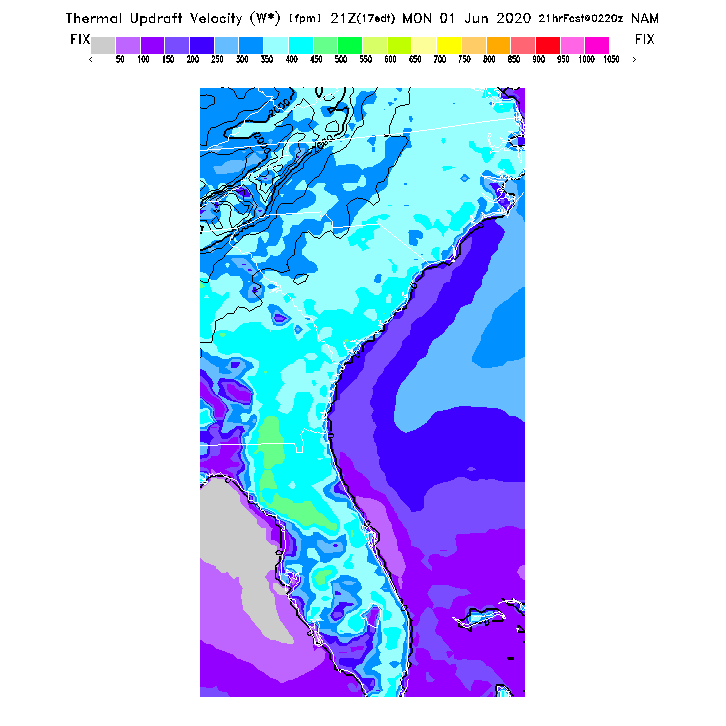 Thermal Updraft Velocity (W*) [fpm] 21Z(17edt) MON 01 Jun 2020 21hrFcst@0220z NAM
FIX FIX
< 50 100 150 200 250 300 350 400 450 500 550 600 650 700 750 800 850 900 950 1000 1050 >